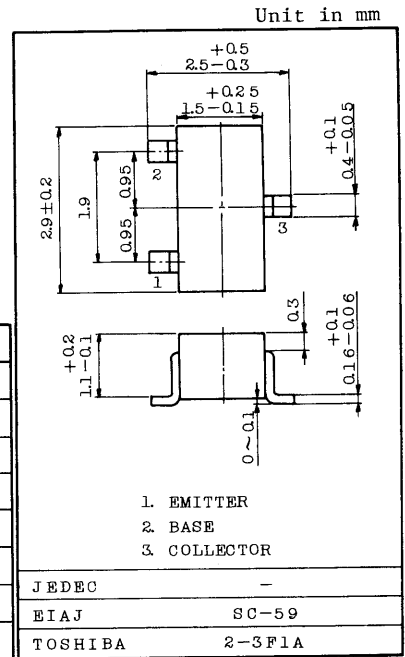 Unit in mm
+0.5
2.5-0.3
+0.25
1.5-0.15
2.9±0.2
1.9
0.95
0.95
2
1
3
+0.1
0.4-0.05
+0.2
1.1-0.1
0.3
+0.1
0.16-0.06
0~0.1
1. EMITTER
2. BASE
3. COLLECTOR
JEDEC -
EIAJ SC-59
TOSHIBA 2-3F1A